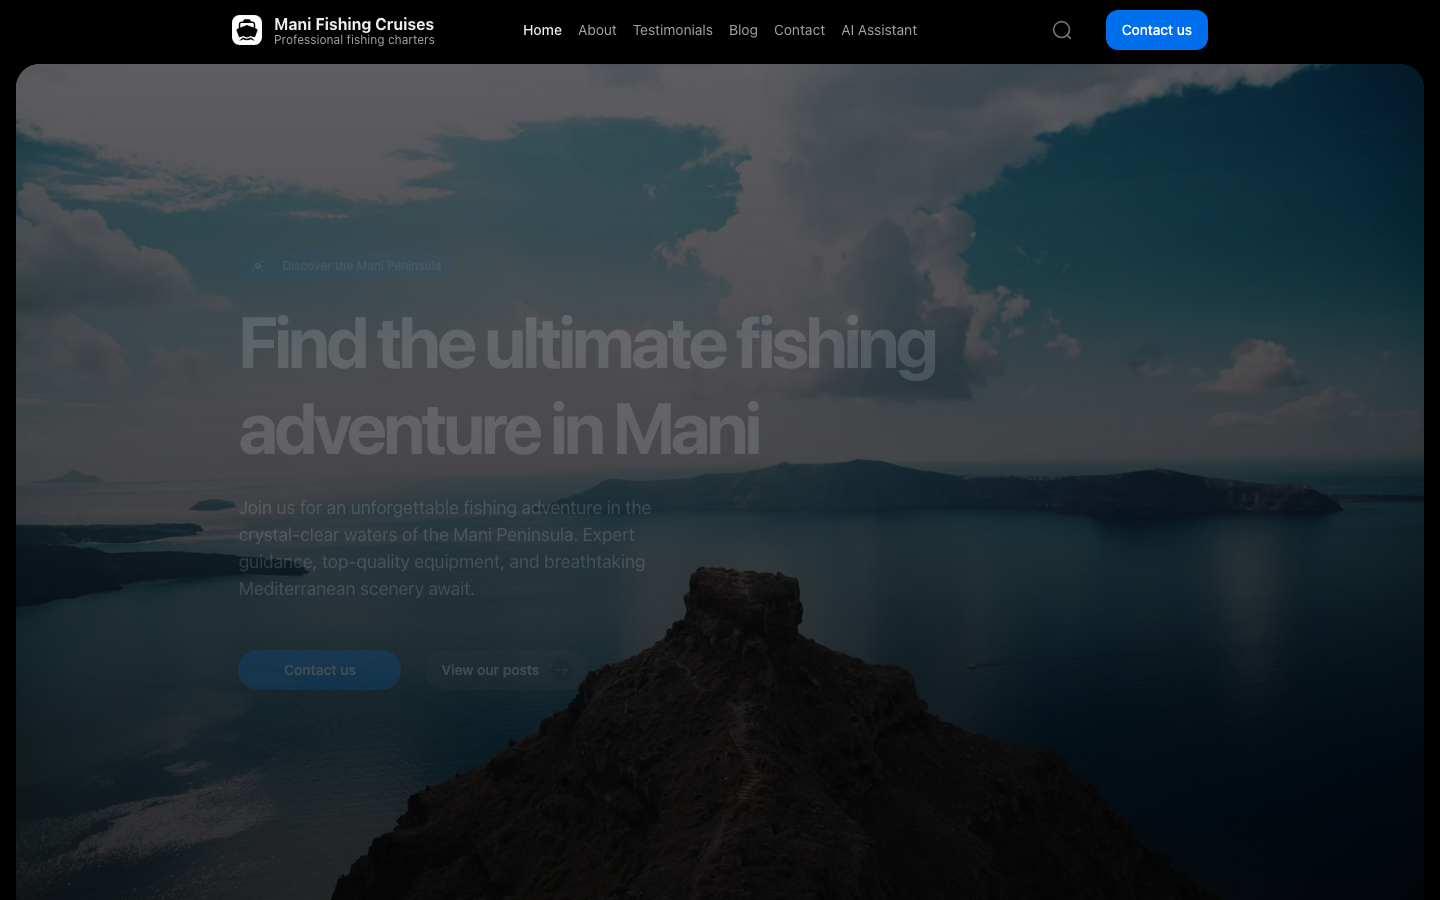 Mani Fishing Cruises
Professional fishing charters
Home
About
Testimonials
Blog
Contact
AI Assistant
Contact us
Discover the Mani Peninsula
Find the ultimate fishing
adventure in Mani
Join us for an unforgettable fishing adventure in the
crystal-clear waters of the Mani Peninsula. Expert
guidance, top-quality equipment, and breathtaking
Mediterranean scenery await.
Contact us
View our posts